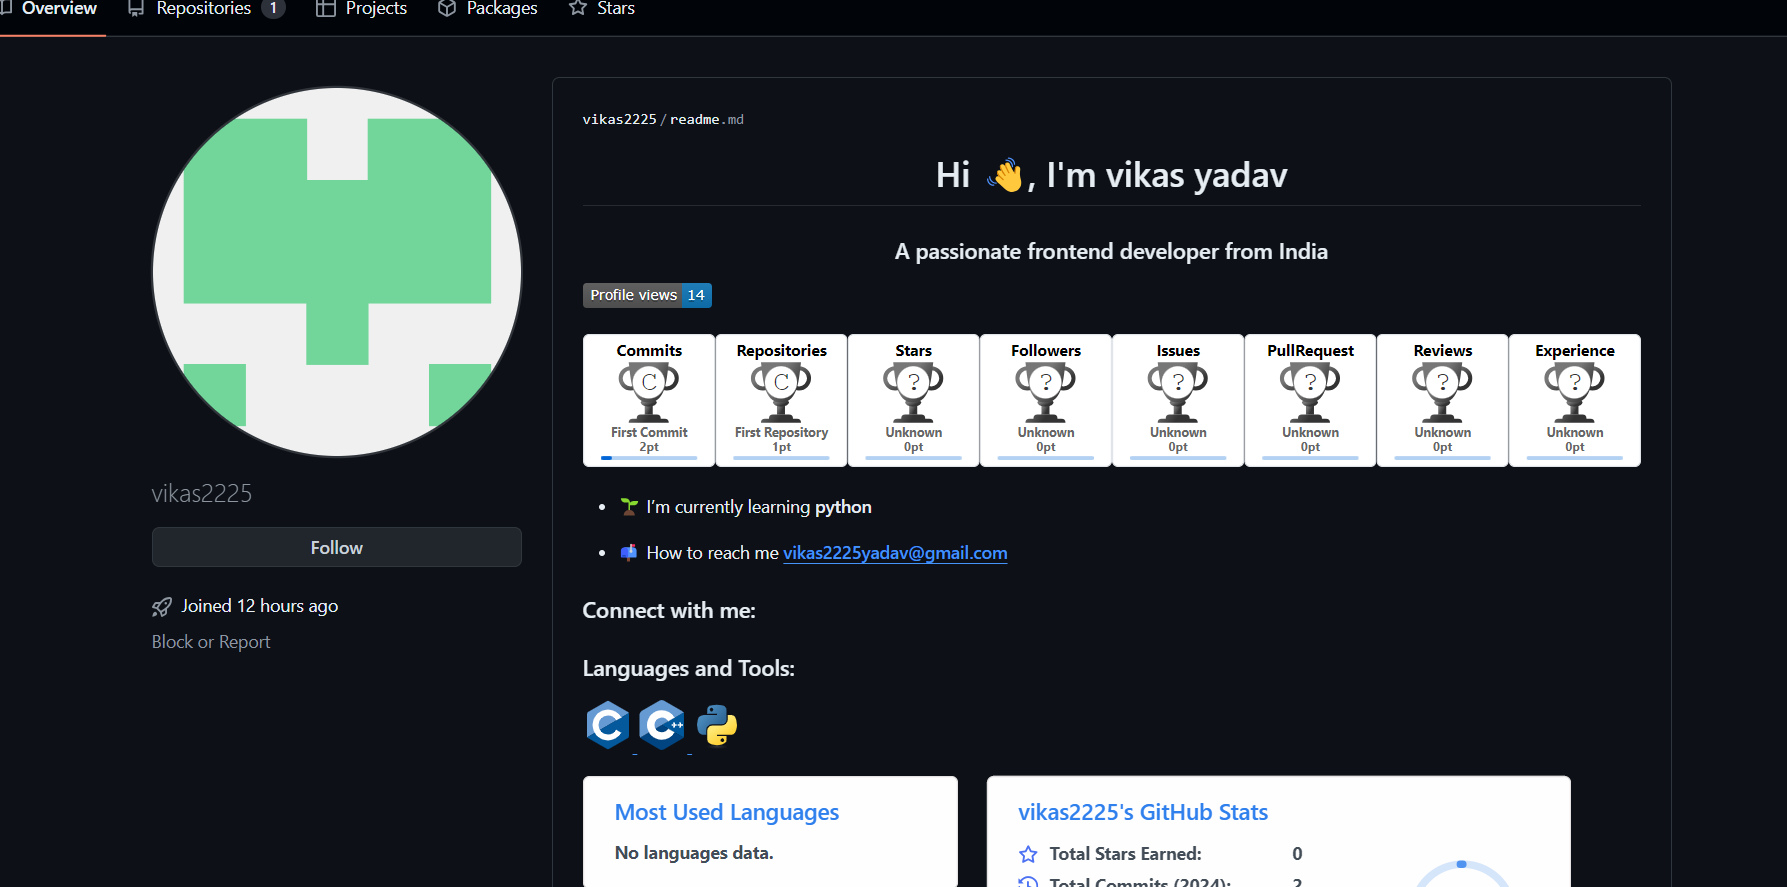 Overview Repositories 1 Projects Packages Stars
vikas2225/readme.md
Hi 👋, I'm vikas yadav
A passionate frontend developer from India
Profile views 14
Commits Repositories Stars Followers Issues PullRequest Reviews Experience
C C ? ? ? ? ? ?
First Commit First Repository Unknown Unknown Unknown Unknown Unknown Unknown
2pt 1pt 0pt 0pt 0pt 0pt 0pt 0pt
vikas2225
Follow
Joined 12 hours ago
Block or Report
• 🌱 I’m currently learning python
• 📫 How to reach me vikas2225yadav@gmail.com
Connect with me:
Languages and Tools:
C C++
Most Used Languages
No languages data.
vikas2225's GitHub Stats
Total Stars Earned: 0
Total Commits (2024): 2